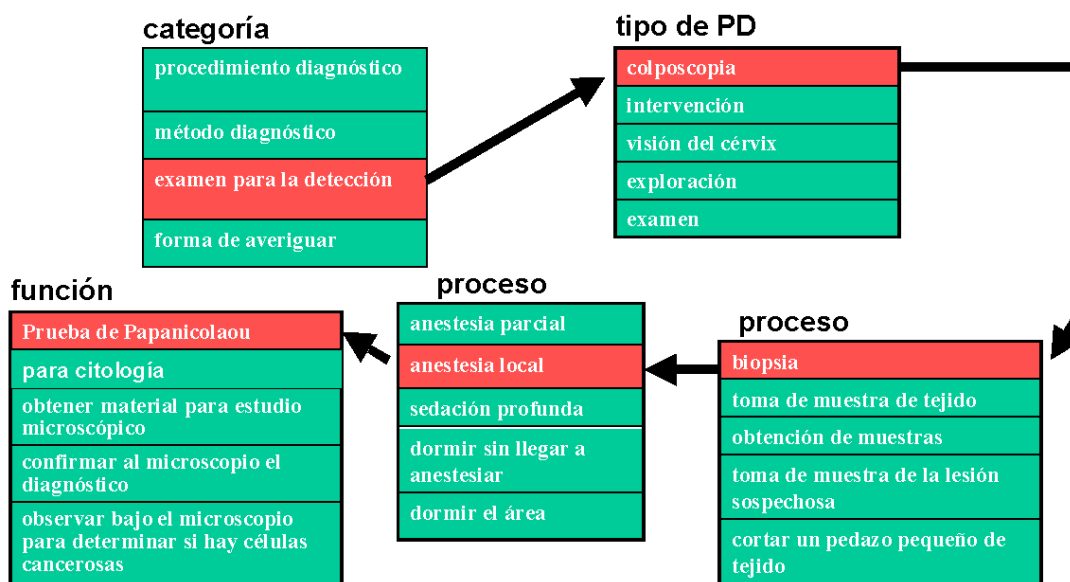 categoría
procedimiento diagnóstico
método diagnóstico
examen para la detección
forma de averiguar
tipo de PD
colposcopia
intervención
visión del cérvix
exploración
examen
función
Prueba de Papanicolaou
para citología
obtener material para estudio
microscópico
confirmar al microscopio el
diagnóstico
observar bajo el microscopio
para determinar si hay células
cancerosas
proceso
anestesia parcial
anestesia local
sedación profunda
dormir sin llegar a
anestesiar
dormir el área
proceso
biopsia
toma de muestra de tejido
obtención de muestras
toma de muestra de la lesión
sospechosa
cortar un pedazo pequeño de
tejido